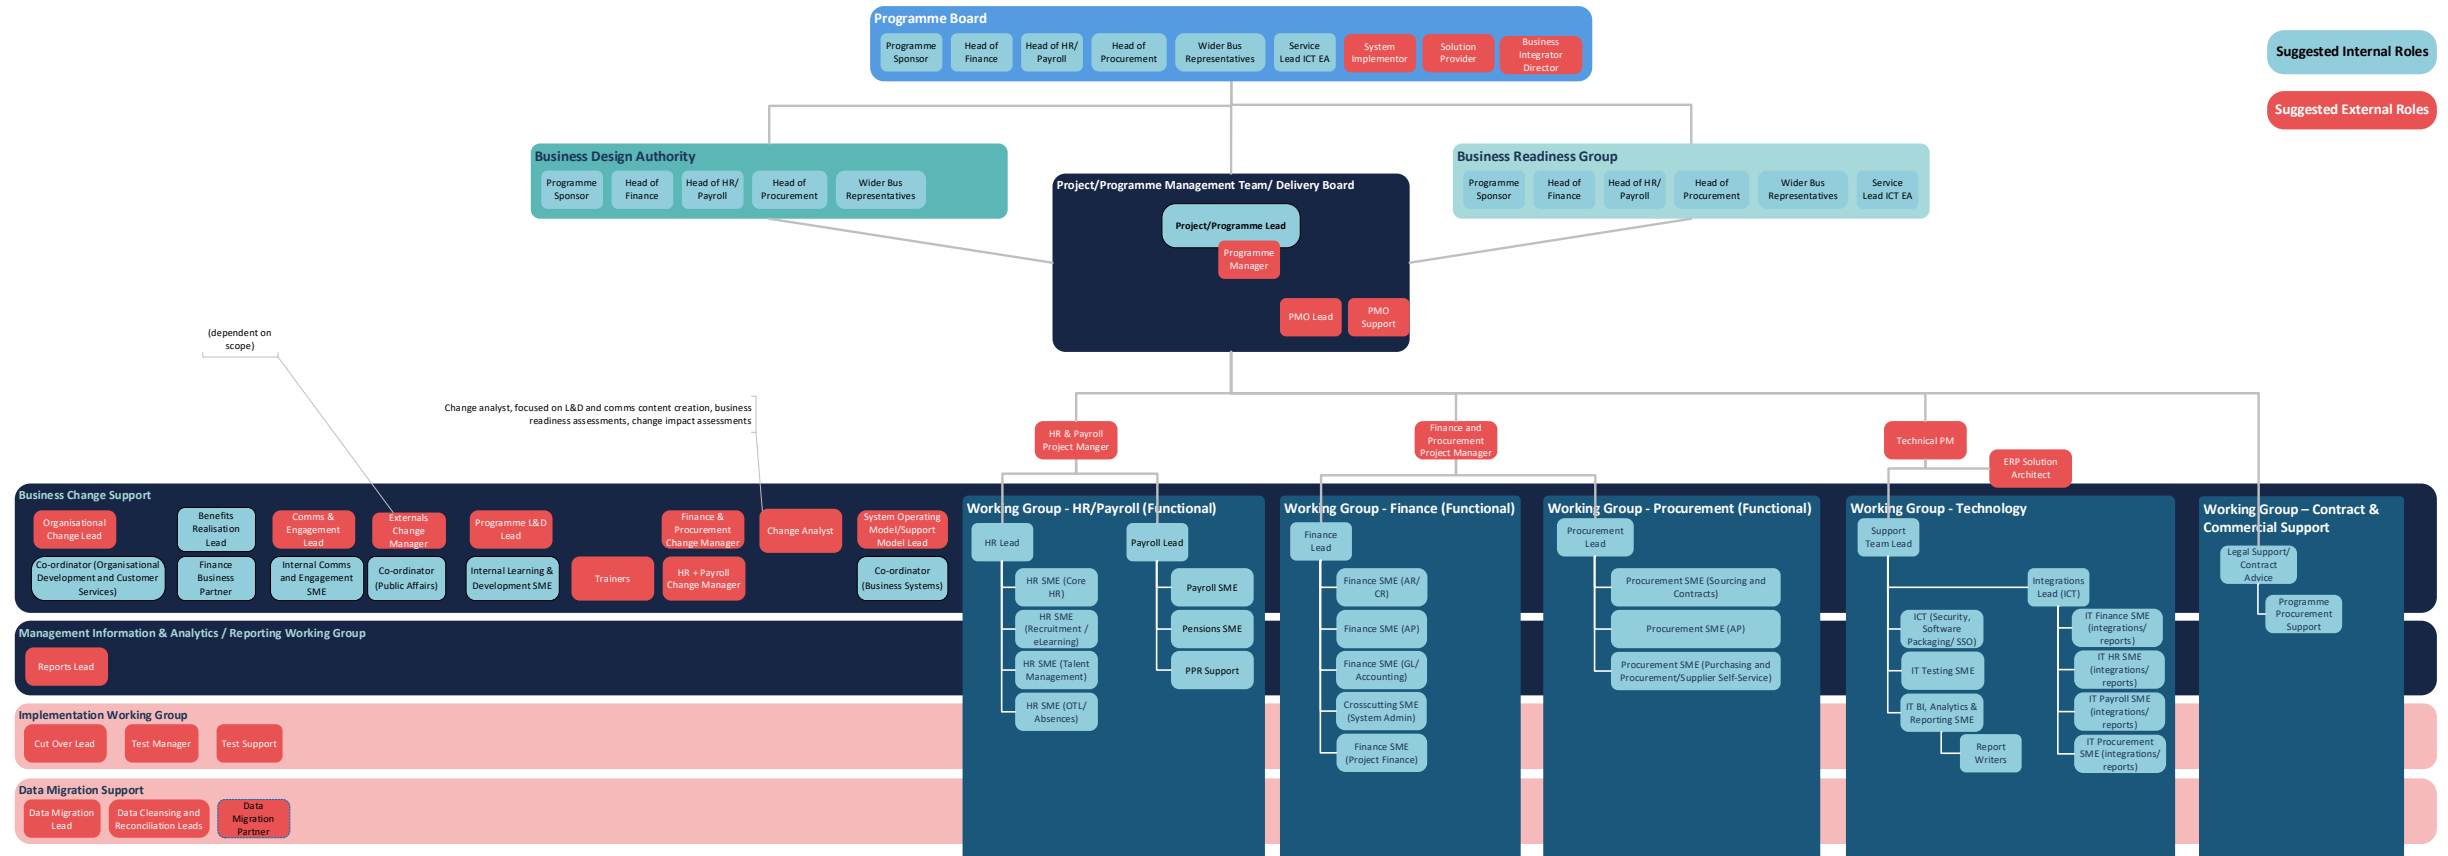 Programme Board
Programme
Sponsor
Head of
Finance
Head of HR/
Payroll
Head of
Procurement
Wider Bus
Representatives
Service
Lead ICT EA
System
Implementor
Solution
Provider
Business
Integrator
Director
Suggested Internal Roles
Suggested External Roles
Business Design Authority
Programme
Sponsor
Head of
Finance
Head of HR/
Payroll
Head of
Procurement
Wider Bus
Representatives
Project/Programme Management Team/ Delivery Board
Project/Programme Lead
Programme
Manager
PMO Lead
PMO
Support
Business Readiness Group
Programme
Sponsor
Head of
Finance
Head of HR/
Payroll
Head of
Procurement
Wider Bus
Representatives
Service
Lead ICT EA
(dependent on
scope)
Change analyst, focused on L&D and comms content creation, business
readiness assessments, change impact assessments
HR & Payroll
Project Manger
Finance and
Procurement
Project Manager
Technical PM
ERP Solution
Architect
Business Change Support
Organisational
Change Lead
Benefits
Realisation
Lead
Comms &
Engagement
Lead
Externals
Change
Manager
Programme L&D
Lead
Finance &
Procurement
Change Manager
Change Analyst
System Operating
Model/Support
Model Lead
Co-ordinator (Organisational
Development and Customer
Services)
Finance
Business
Partner
Internal Comms
and Engagement
SME
Co-ordinator
(Public Affairs)
Internal Learning &
Development SME
Trainers
HR + Payroll
Change Manager
Co-ordinator
(Business Systems)
Management Information & Analytics / Reporting Working Group
Reports Lead
Implementation Working Group
Cut Over Lead
Test Manager
Test Support
Data Migration Support
Data Migration
Lead
Data Cleansing and
Reconciliation Leads
Data
Migration
Partner
Working Group - HR/Payroll (Functional)
HR Lead
HR SME (Core
HR)
HR SME
(Recruitment /
eLearning)
HR SME (Talent
Management)
HR SME (OTL/
Absences)
Payroll Lead
Payroll SME
Pensions SME
PPR Support
Working Group - Finance (Functional)
Finance
Lead
Finance SME (AR/
CR)
Finance SME (AP)
Finance SME (GL/
Accounting)
Crosscutting SME
(System Admin)
Finance SME
(Project Finance)
Working Group - Procurement (Functional)
Procurement
Lead
Procurement SME (Sourcing and
Contracts)
Procurement SME (AP)
Procurement SME (Purchasing and
Procurement/Supplier Self-Service)
Working Group - Technology
Support
Team Lead
ICT (Security,
Software
Packaging/ SSO)
IT Testing SME
IT BI, Analytics &
Reporting SME
Report
Writers
Integrations
Lead (ICT)
IT Finance SME
(integrations/
reports)
IT HR SME
(integrations/
reports)
IT Payroll SME
(integrations/
reports)
IT Procurement
SME (integrations/
reports)
Working Group – Contract &
Commercial Support
Legal Support/
Contract
Advice
Programme
Procurement
Support